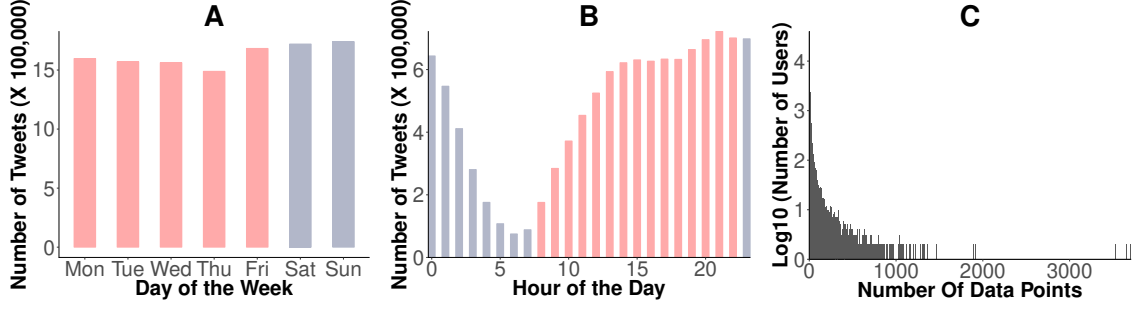 A
Number of Tweets (X 100,000)
15
10
5
0
Mon Tue Wed Thu Fri Sat Sun
Day of the Week
B
Number of Tweets (X 100,000)
6
4
2
0
0 5 10 15 20
Hour of the Day
C
Log10 (Number of Users)
4
3
2
1
0
0 1000 2000 3000
Number Of Data Points